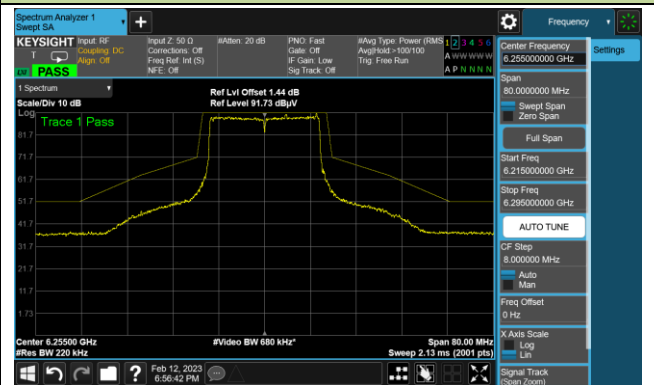 Spectrum Analyzer 1
Swept SA
+
Frequency
KEYSIGHT
Input: RF
Coupling: DC
Align: Off
Input Z: 50 Ω
Corrections: Off
Freq Ref: Int (S)
NFE: Off
#Atten: 20 dB
PNO: Fast
Gate: Off
IF Gain: Low
Sig Track: Off
#Avg Type: Power (RMS
Avg|Hold:>100/100
Trig: Free Run
1 2 3 4 5 6
A W W W W W
A P N N N N
T
LXI
PASS
1 Spectrum
Scale/Div 10 dB
Ref Lvl Offset 1.44 dB
Ref Level 91.73 dBµV
Log
Trace 1 Pass
81.7
71.7
61.7
51.7
41.7
31.7
21.7
11.7
1.73
Center 6.25500 GHz
#Res BW 220 kHz
#Video BW 680 kHz*
Span 80.00 MHz
Sweep 2.13 ms (2001 pts)
Center Frequency
6.255000000 GHz
Settings
Span
80.0000000 MHz
Swept Span
Zero Span
Full Span
Start Freq
6.215000000 GHz
Stop Freq
6.295000000 GHz
AUTO TUNE
CF Step
8.000000 MHz
Auto
Man
Freq Offset
0 Hz
X Axis Scale
Log
Lin
Signal Track
(Span Zoom)
?
Feb 12, 2023
6:56:42 PM